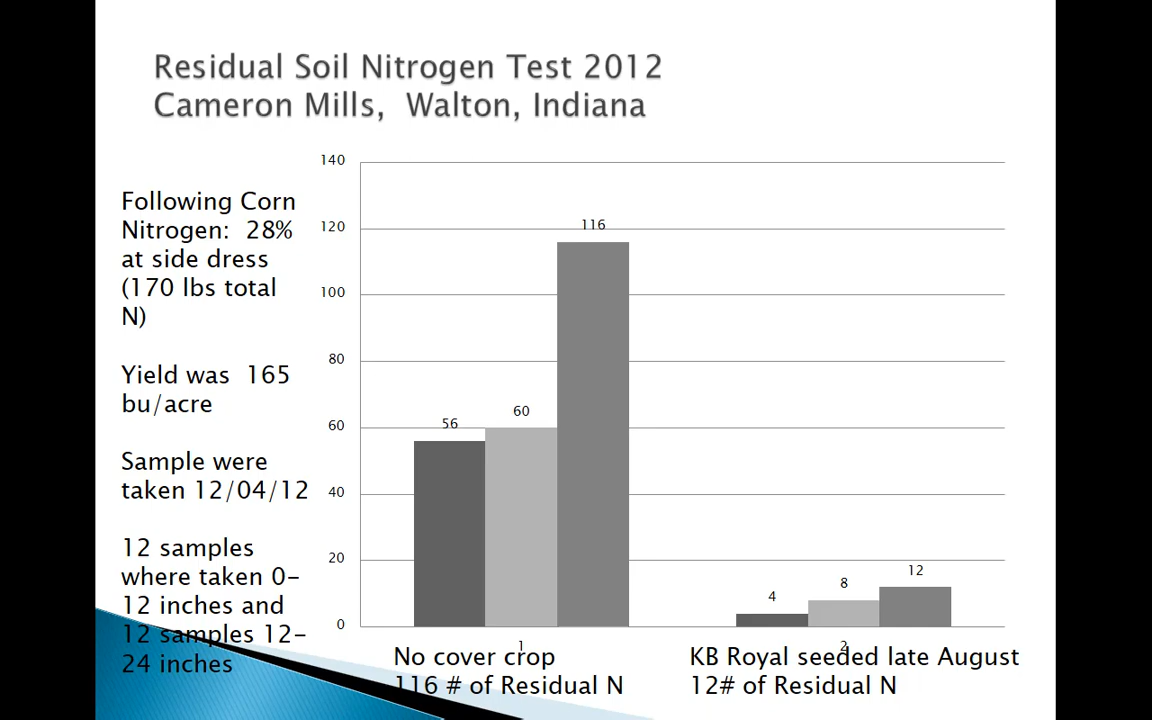 Residual Soil Nitrogen Test 2012
Cameron Mills, Walton, Indiana
Following Corn
Nitrogen: 28%
at side dress
(170 lbs total
N)
Yield was 165
bu/acre
Sample were
taken 12/04/12
12 samples
where taken 0-
12 inches and
12 samples 12-
24 inches
140
120
100
80
60
40
20
0
56
60
116
4
8
12
1
2
No cover crop
116 # of Residual N
KB Royal seeded late August
12# of Residual N